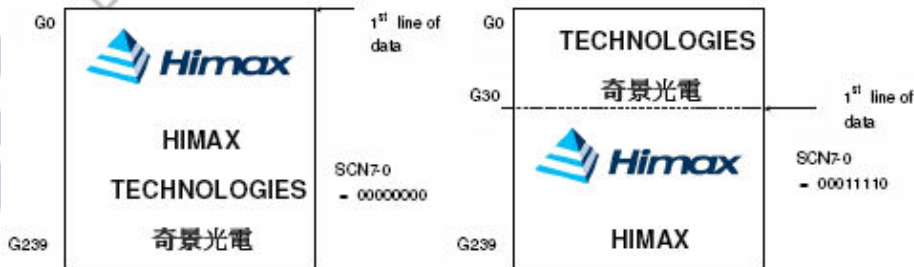 G0
1st line of
data
Himax
HIMAX
TECHNOLOGIES
奇景光電
G239
SCN7-0
= 00000000
G0
TECHNOLOGIES
奇景光電
G30
1st line of
data
Himax
HIMAX
G239
SCN7-0
= 00011110